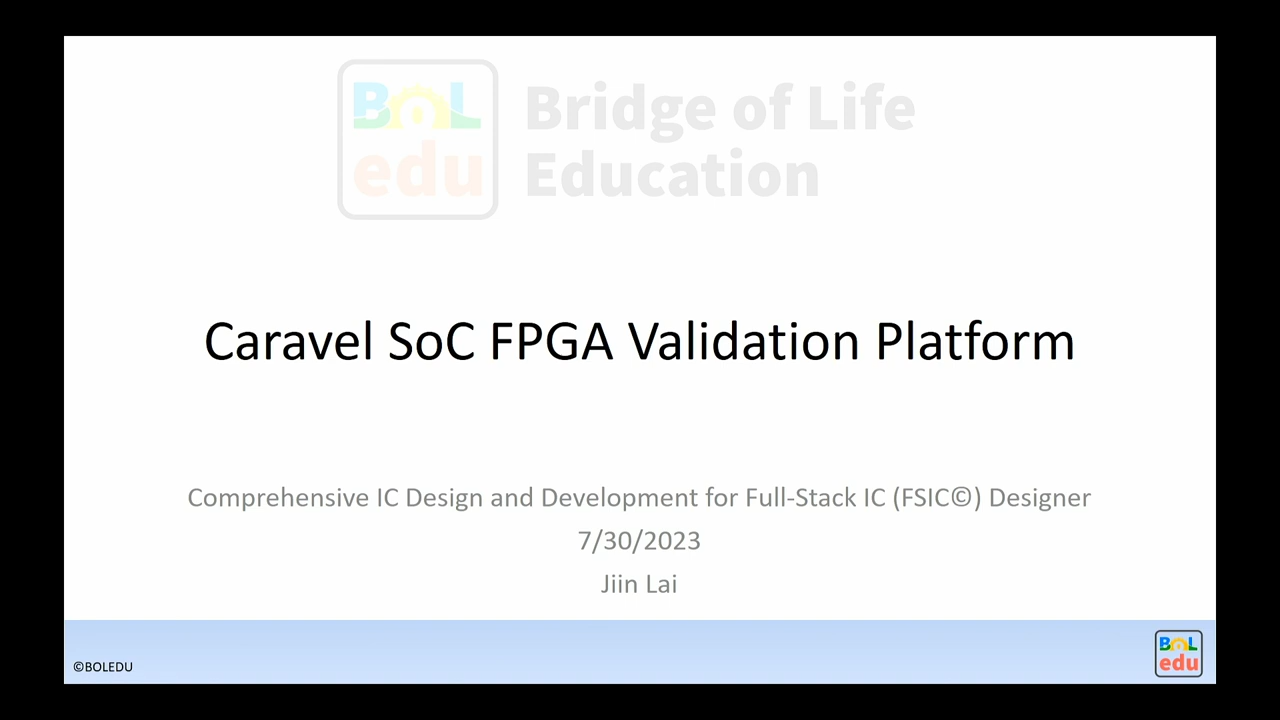 BOL
edu
Bridge of Life
Education
Caravel SoC FPGA Validation Platform
Comprehensive IC Design and Development for Full-Stack IC (FSIC©) Designer
7/30/2023
Jiin Lai
©BOLEDU
BOL
edu